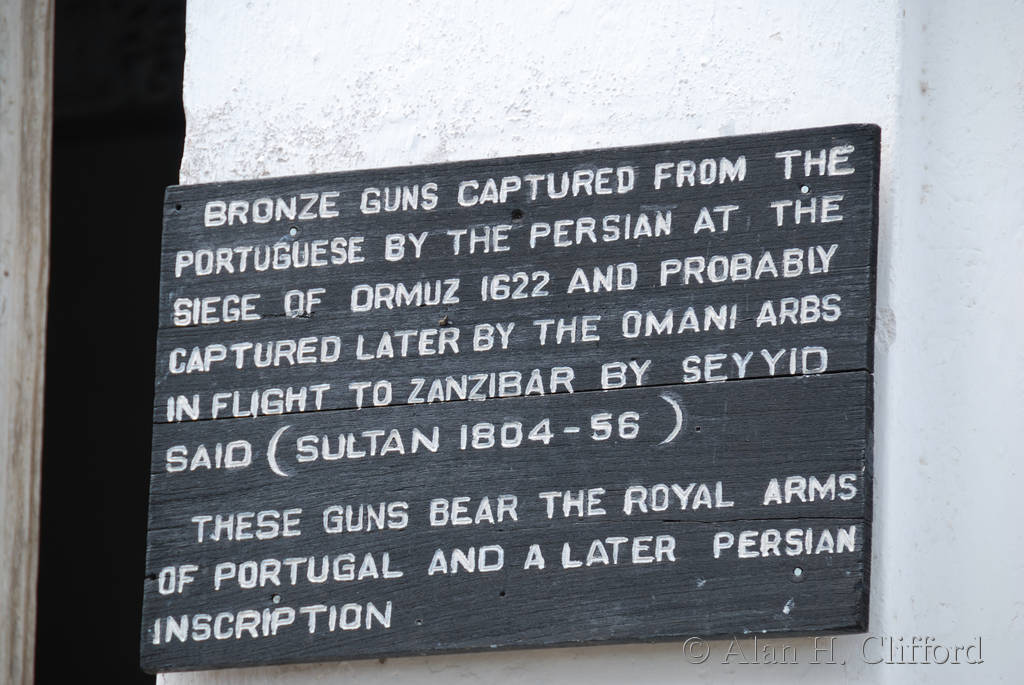 BRONZE GUNS CAPTURED FROM THE
PORTUGUESE BY THE PERSIAN AT THE
SIEGE OF ORMUZ 1622 AND PROBABLY
CAPTURED LATER BY THE OMANI ARBS
IN FLIGHT TO ZANZIBAR BY SEYYID
SAID (SULTAN 1804-56)
THESE GUNS BEAR THE ROYAL ARMS
OF PORTUGAL AND A LATER PERSIAN
INSCRIPTION
© Alan H. Clifford